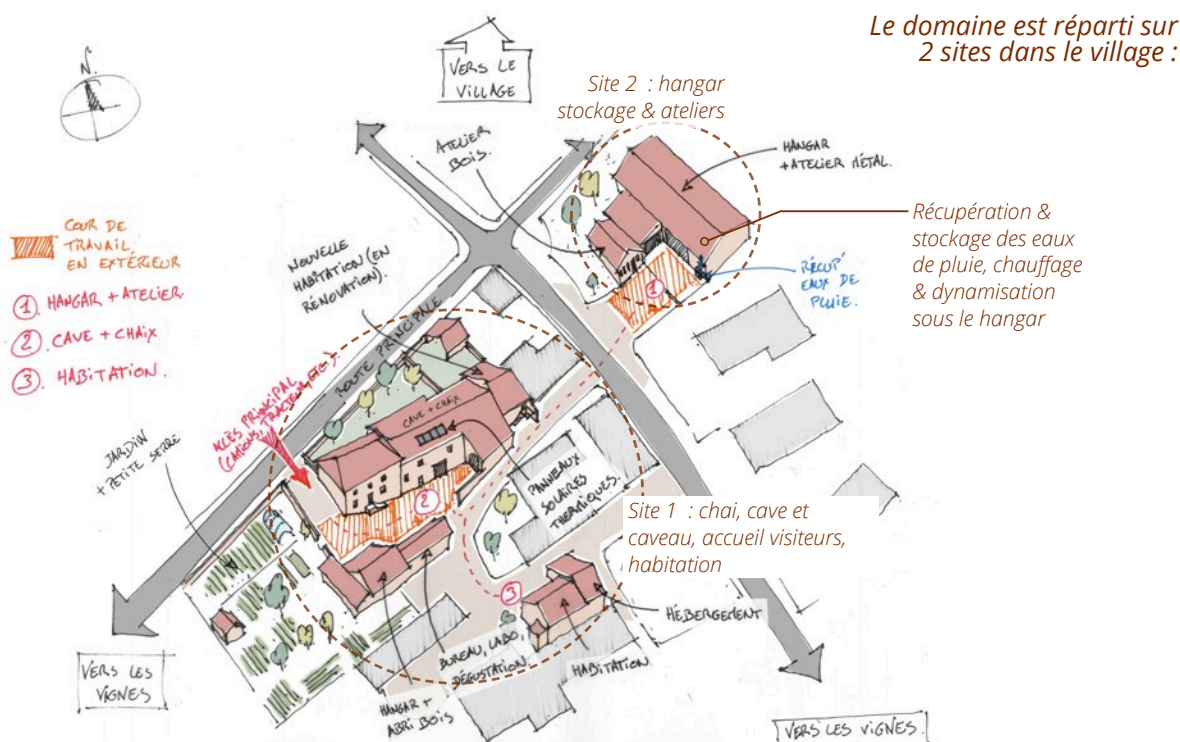 Le domaine est réparti sur
2 sites dans le village :
N.
VERS LE
VILLAGE
Site 2 : hangar
stockage & ateliers
ATELIER
BOIS.
HANGAR
+ ATELIER MÉTAL.
Récupération &
stockage des eaux
de pluie, chauffage
& dynamisation
sous le hangar
RÉCUP'
EAUX DE
PLUIE.
1
COUR DE
TRAVAIL
EN EXTÉRIEUR
1. HANGAR + ATELIER
2. CAVE + CHAIX
3. HABITATION.
NOUVELLE
HABITATION (EN
RÉNOVATION).
ROUTE PRINCIPALE
ACCÈS PRINCIPAL
(CAMIONS, TRACTEUR, ETC.)
CAVE + CHAIX
JARDIN
+ PETITE SERRE
2
PANNEAUX
SOLAIRES
THERMIQUES.
Site 1 : chai, cave et
caveau, accueil visiteurs,
habitation
3
HÉBERGEMENT
HABITATION
BUREAU, LABO,
DÉGUSTATION
HANGAR +
ABRI BOIS
VERS LES
VIGNES
VERS LES VIGNES.